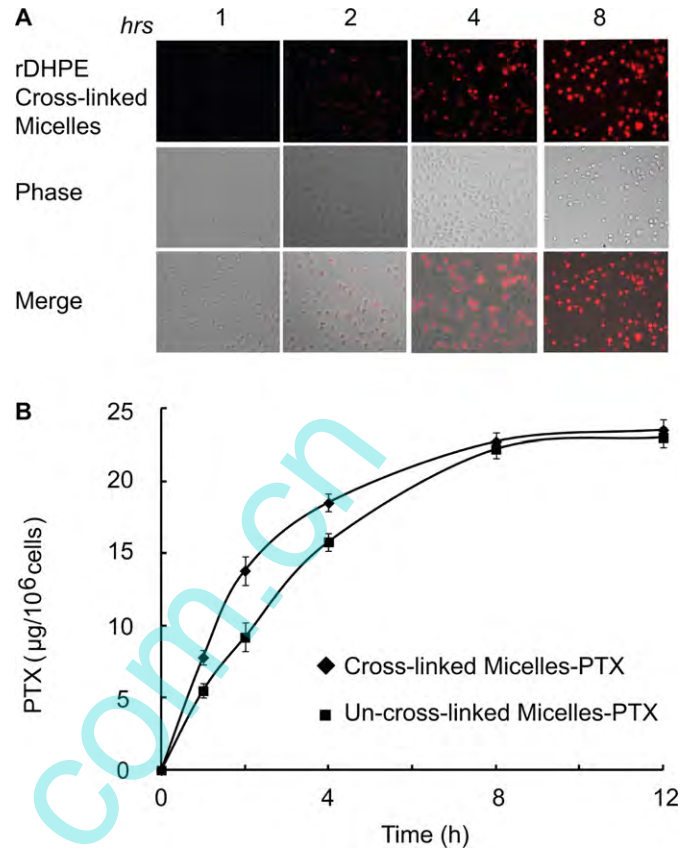 A
hrs 1 2 4 8
rDHPE
Cross-linked
Micelles
Phase
Merge
B
25
20
15
10
5
0
PTX (µg/10⁶cells)
Cross-linked Micelles-PTX
Un-cross-linked Micelles-PTX
0 4 8 12
Time (h)
com.cn